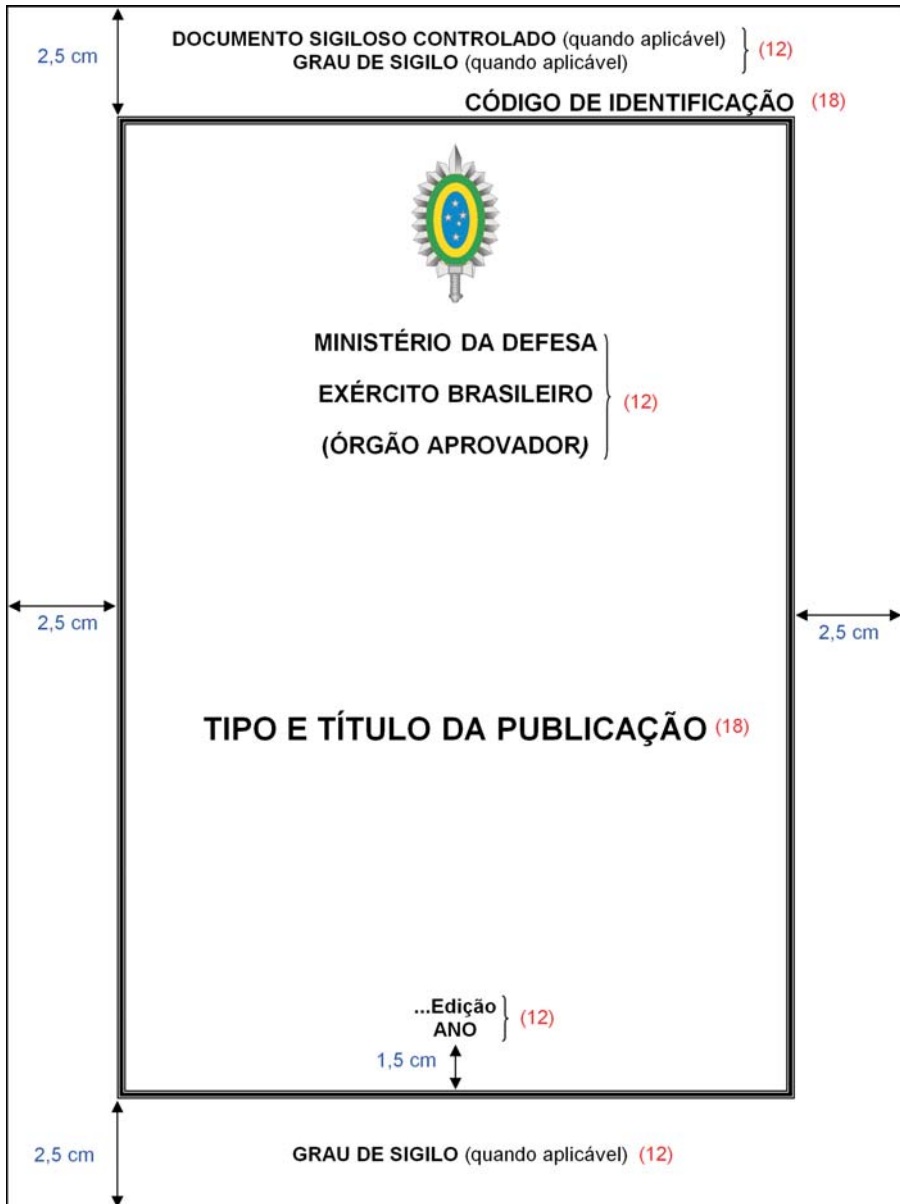 DOCUMENTO SIGILOSO CONTROLADO (quando aplicável)
GRAU DE SIGILO (quando aplicável)
(12)
2,5 cm
CÓDIGO DE IDENTIFICAÇÃO (18)
MINISTÉRIO DA DEFESA
EXÉRCITO BRASILEIRO
(12)
(ÓRGÃO APROVADOR)
2,5 cm
2,5 cm
TIPO E TÍTULO DA PUBLICAÇÃO (18)
...Edição
ANO
(12)
1,5 cm
2,5 cm
GRAU DE SIGILO (quando aplicável) (12)